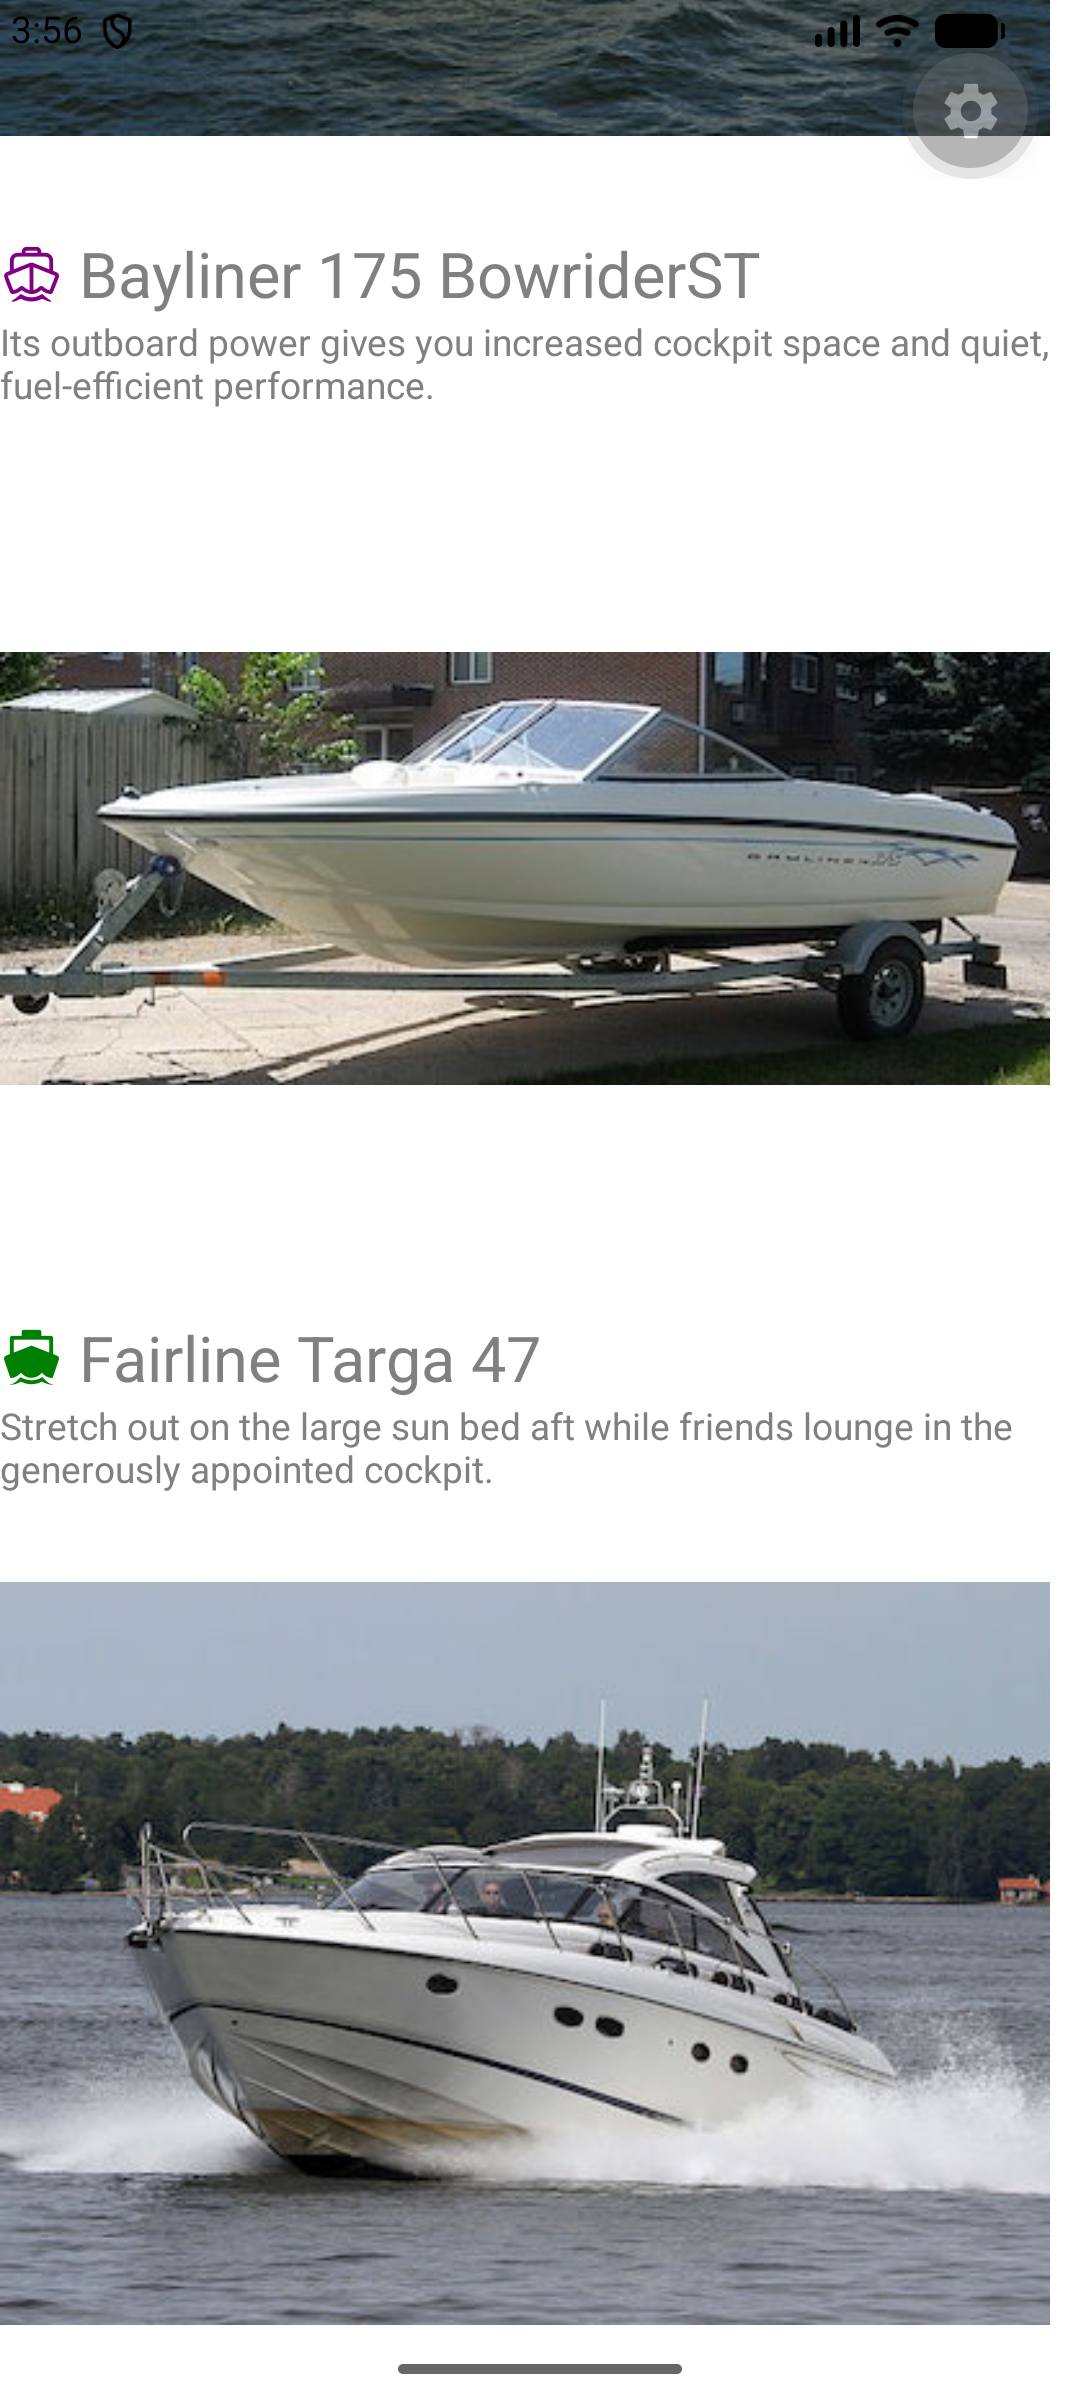 3:56
Bayliner 175 BowriderST
Its outboard power gives you increased cockpit space and quiet,
fuel-efficient performance.
BAYLINER
Fairline Targa 47
Stretch out on the large sun bed aft while friends lounge in the
generously appointed cockpit.